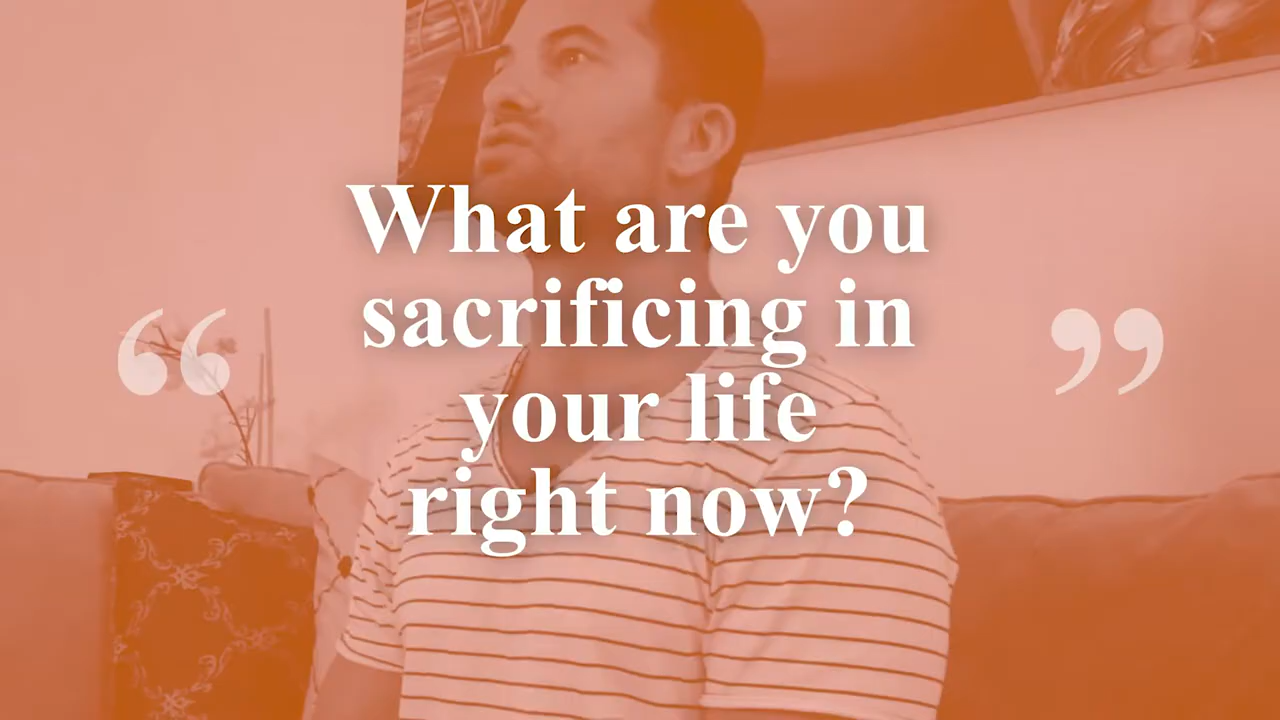 What are you
“ sacrificing in ”
your life
right now?